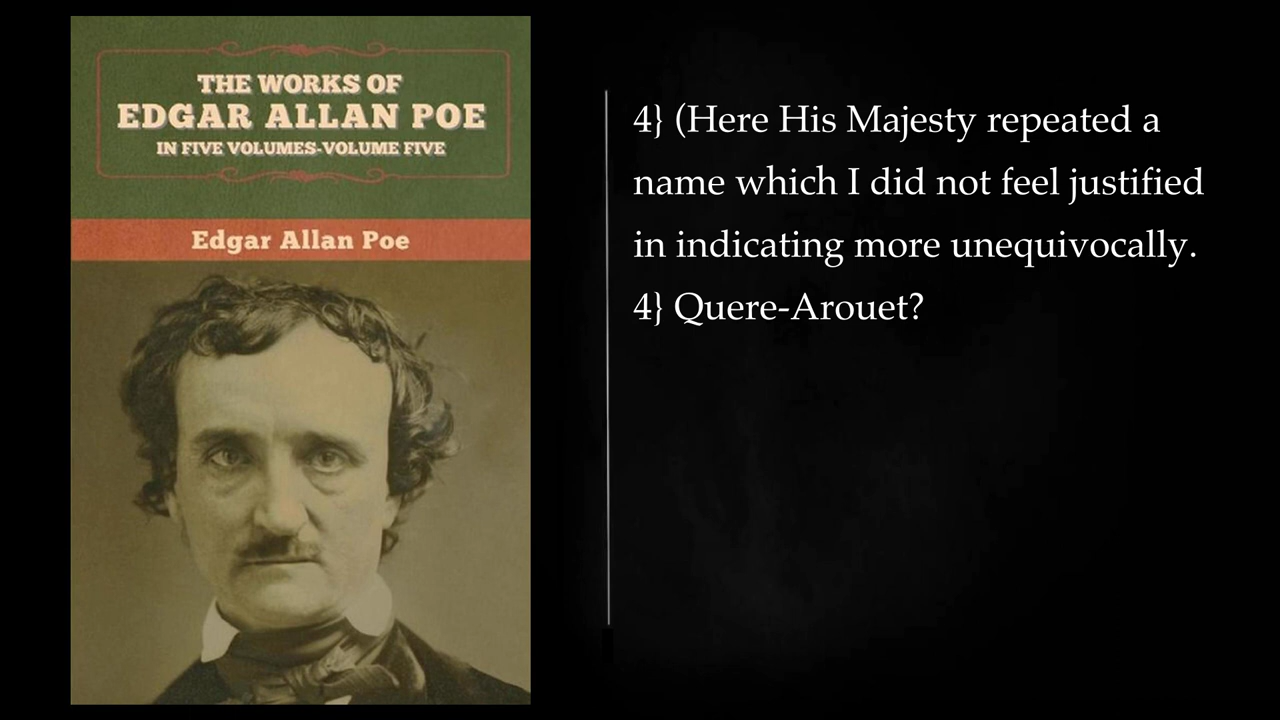 THE WORKS OF
EDGAR ALLAN POE
IN FIVE VOLUMES-VOLUME FIVE
Edgar Allan Poe
4} (Here His Majesty repeated a
name which I did not feel justified
in indicating more unequivocally.
4} Quere-Arouet?